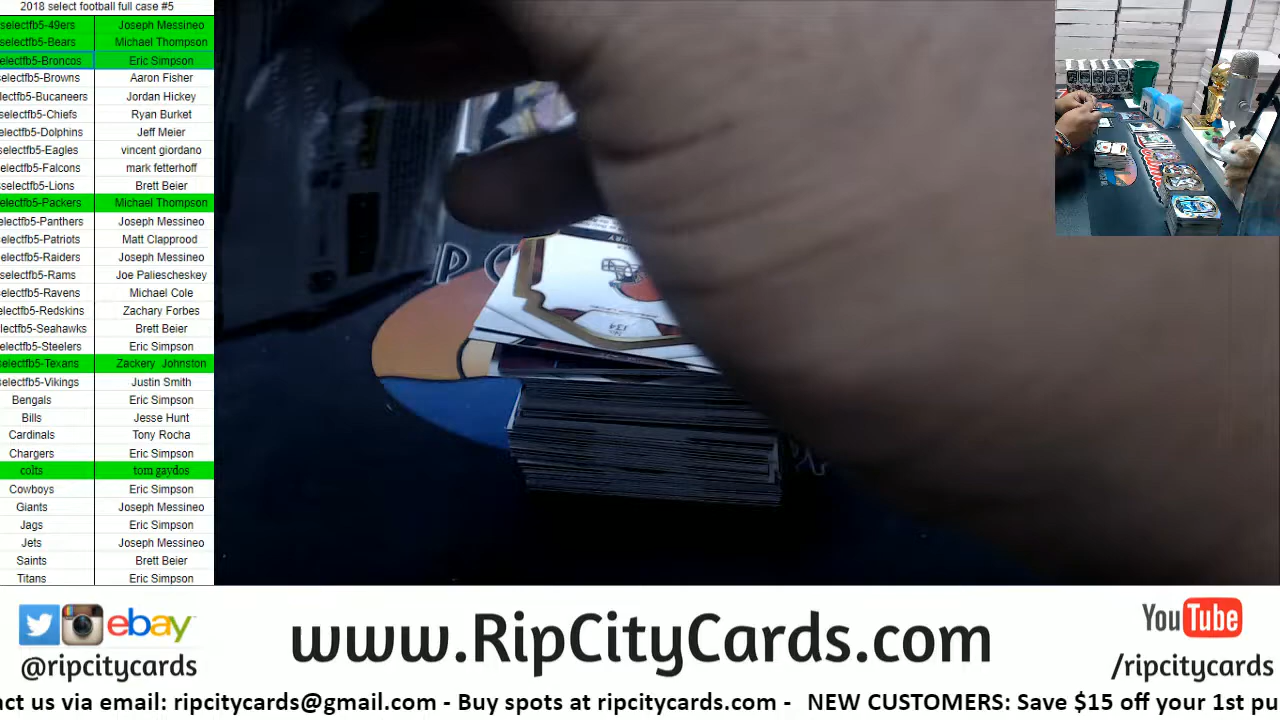 2018 select football full case #5
selectfb5-49ers Joseph Messineo
selectfb5-Bears Michael Thompson
selectfb5-Broncos Eric Simpson
selectfb5-Browns Aaron Fisher
lectfb5-Bucaneers Jordan Hickey
electfb5-Chiefs Ryan Burket
electfb5-Dolphins Jeff Meier
selectfb5-Eagles vincent giordano
electfb5-Falcons mark fetterhoff
selectfb5-Lions Brett Beier
electfb5-Packers Michael Thompson
electfb5-Panthers Joseph Messineo
electfb5-Patriots Matt Clapprood
electfb5-Raiders Joseph Messineo
selectfb5-Rams Joe Paliescheskey
electfb5-Ravens Michael Cole
electfb5-Redskins Zachary Forbes
lectfb5-Seahawks Brett Beier
electfb5-Steelers Eric Simpson
selectfb5-Texans Zackery Johnston
electfb5-Vikings Justin Smith
Bengals Eric Simpson
Bills Jesse Hunt
Cardinals Tony Rocha
Chargers Eric Simpson
colts tom gaydos
Cowboys Eric Simpson
Giants Joseph Messineo
Jags Eric Simpson
Jets Joseph Messineo
Saints Brett Beier
Titans Eric Simpson
P C
ebay
@ripcitycards
www.RipCityCards.com
YouTube
/ripcitycards
act us via email: ripcitycards@gmail.com - Buy spots at ripcitycards.com - NEW CUSTOMERS: Save $15 off your 1st pu